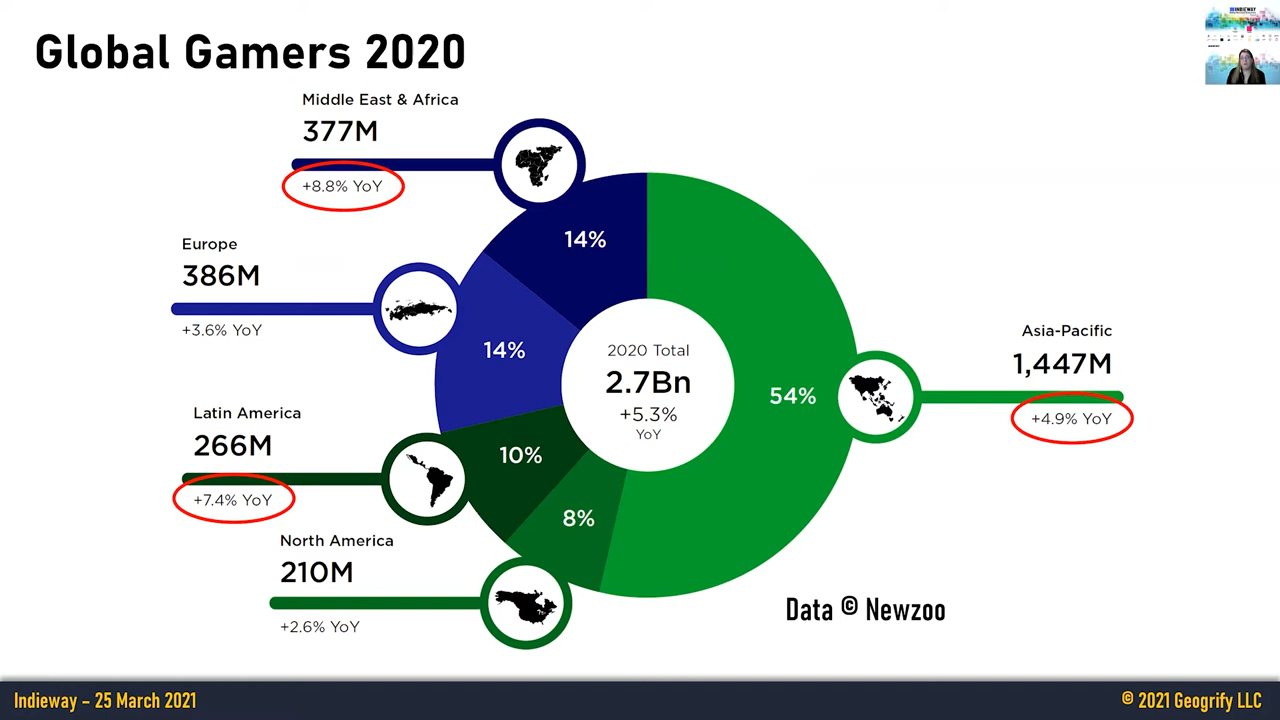 Global Gamers 2020
INDIEWAY
Middle East & Africa
377M
+8.8% YoY
14%
Europe
386M
+3.6% YoY
14%
2020 Total
2.7Bn
+5.3%
YoY
54%
Asia-Pacific
1,447M
+4.9% YoY
Latin America
266M
+7.4% YoY
10%
8%
North America
210M
+2.6% YoY
Data © Newzoo
Indieway – 25 March 2021
© 2021 Geogrify LLC